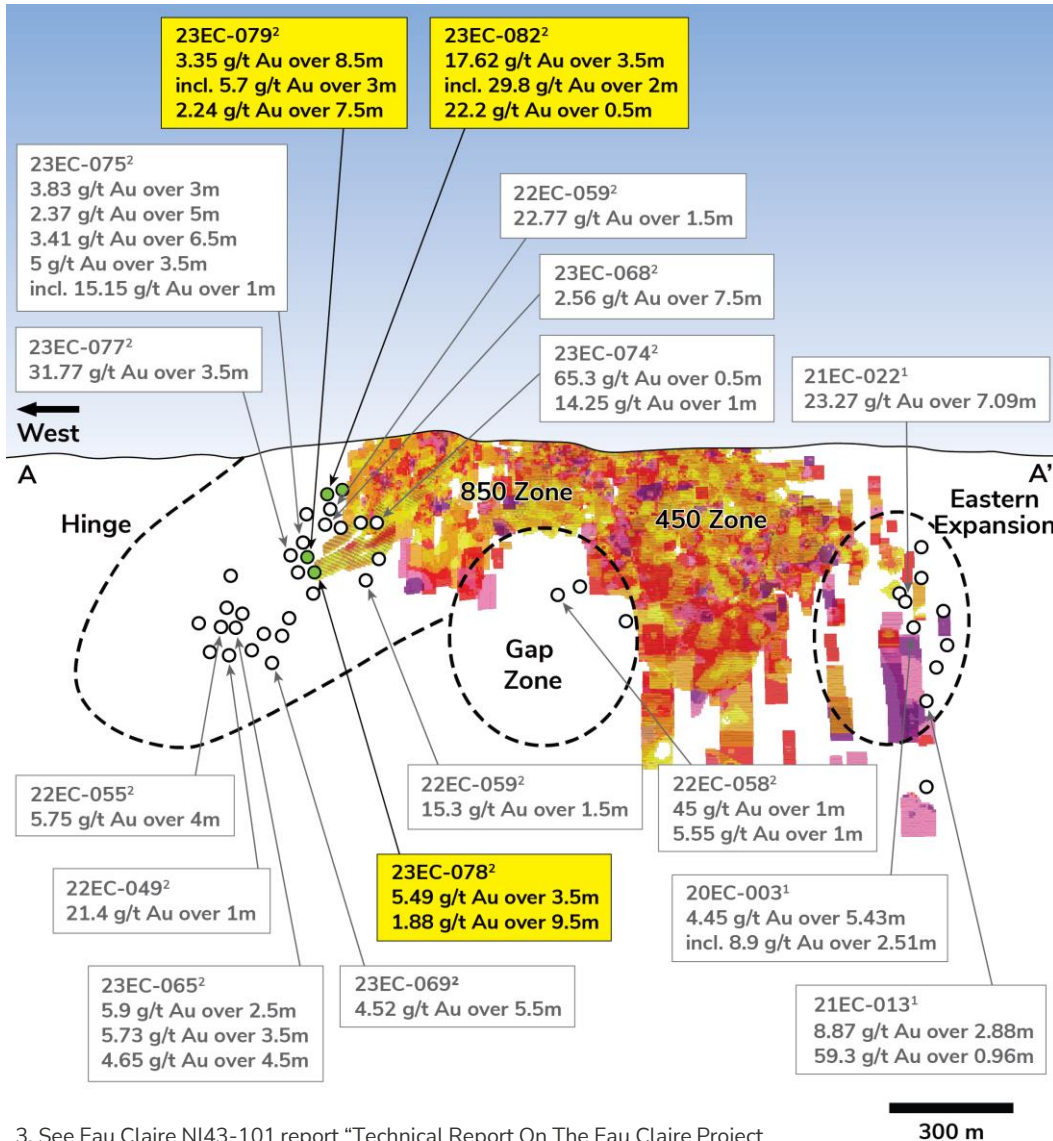 23EC-079²
3.35 g/t Au over 8.5m
incl. 5.7 g/t Au over 3m
2.24 g/t Au over 7.5m
23EC-082²
17.62 g/t Au over 3.5m
incl. 29.8 g/t Au over 2m
22.2 g/t Au over 0.5m
23EC-075²
3.83 g/t Au over 3m
2.37 g/t Au over 5m
3.41 g/t Au over 6.5m
5 g/t Au over 3.5m
incl. 15.15 g/t Au over 1m
22EC-059²
22.77 g/t Au over 1.5m
23EC-068²
2.56 g/t Au over 7.5m
23EC-077²
31.77 g/t Au over 3.5m
23EC-074²
65.3 g/t Au over 0.5m
14.25 g/t Au over 1m
21EC-022¹
23.27 g/t Au over 7.09m
West
A
A'
Hinge
850 Zone
450 Zone
Eastern
Expansion
Gap
Zone
22EC-055²
5.75 g/t Au over 4m
22EC-059²
15.3 g/t Au over 1.5m
22EC-058²
45 g/t Au over 1m
5.55 g/t Au over 1m
22EC-049²
21.4 g/t Au over 1m
23EC-078²
5.49 g/t Au over 3.5m
1.88 g/t Au over 9.5m
20EC-003¹
4.45 g/t Au over 5.43m
incl. 8.9 g/t Au over 2.51m
23EC-065²
5.9 g/t Au over 2.5m
5.73 g/t Au over 3.5m
4.65 g/t Au over 4.5m
23EC-069²
4.52 g/t Au over 5.5m
21EC-013¹
8.87 g/t Au over 2.88m
59.3 g/t Au over 0.96m
300 m
3. See Eau Claire NI43-101 report "Technical Report On The Eau Claire Project